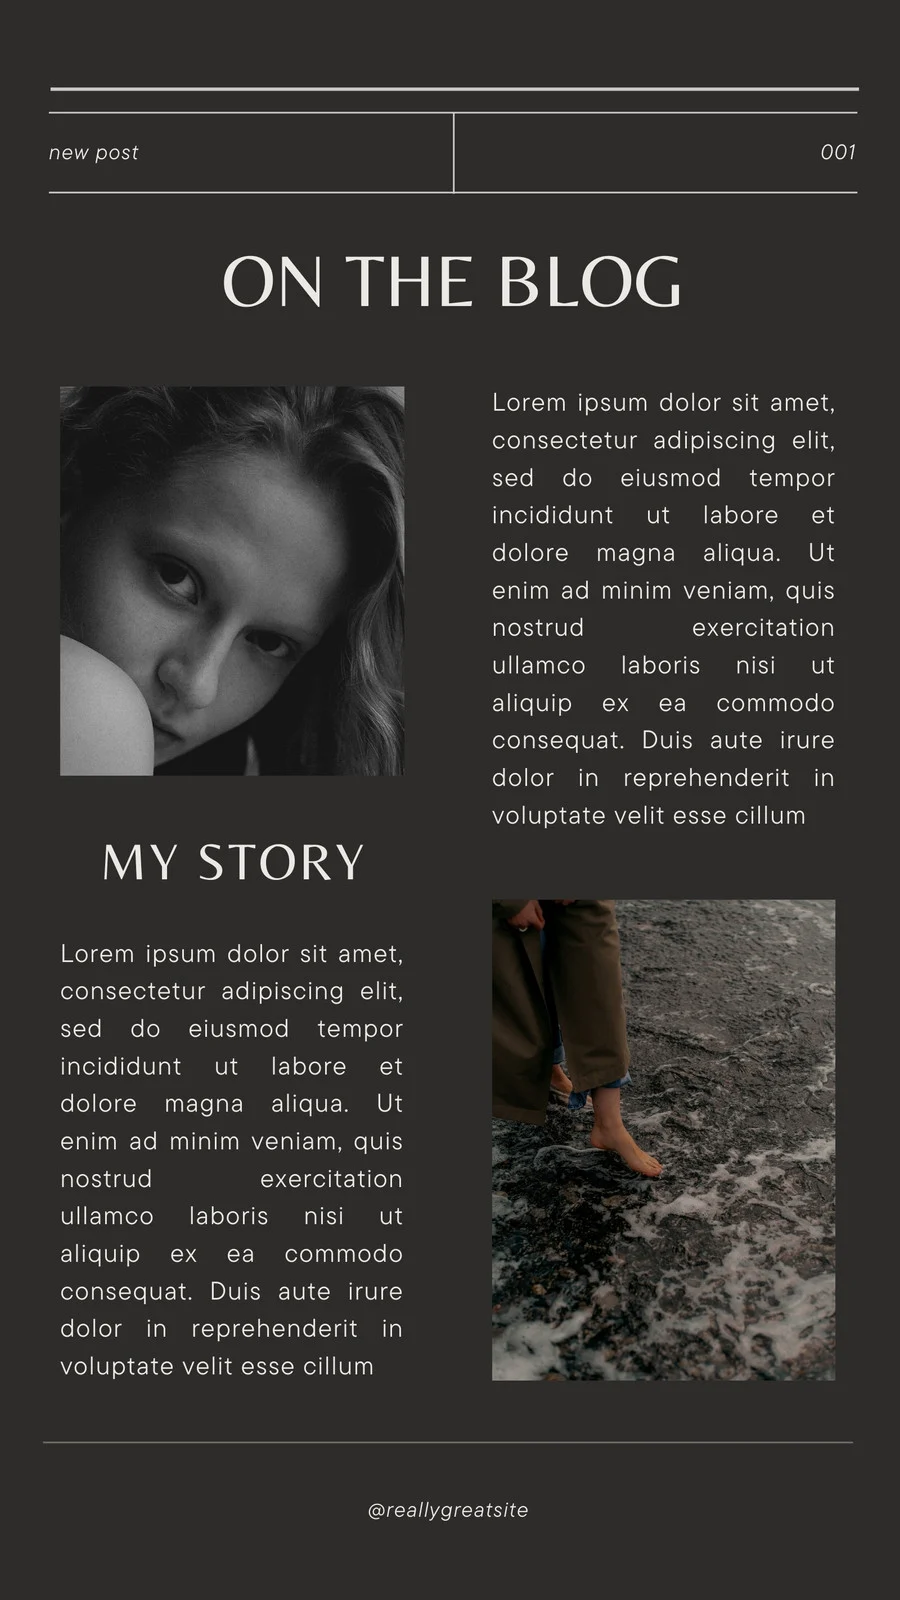 new post
001
ON THE BLOG
MY STORY
Lorem ipsum dolor sit amet,
consectetur adipiscing elit,
sed do eiusmod tempor
incididunt ut labore et
dolore magna aliqua. Ut
enim ad minim veniam, quis
nostrud exercitation
ullamco laboris nisi ut
aliquip ex ea commodo
consequat. Duis aute irure
dolor in reprehenderit in
voluptate velit esse cillum
Lorem ipsum dolor sit amet,
consectetur adipiscing elit,
sed do eiusmod tempor
incididunt ut labore et
dolore magna aliqua. Ut
enim ad minim veniam, quis
nostrud exercitation
ullamco laboris nisi ut
aliquip ex ea commodo
consequat. Duis aute irure
dolor in reprehenderit in
voluptate velit esse cillum
@reallygreatsite